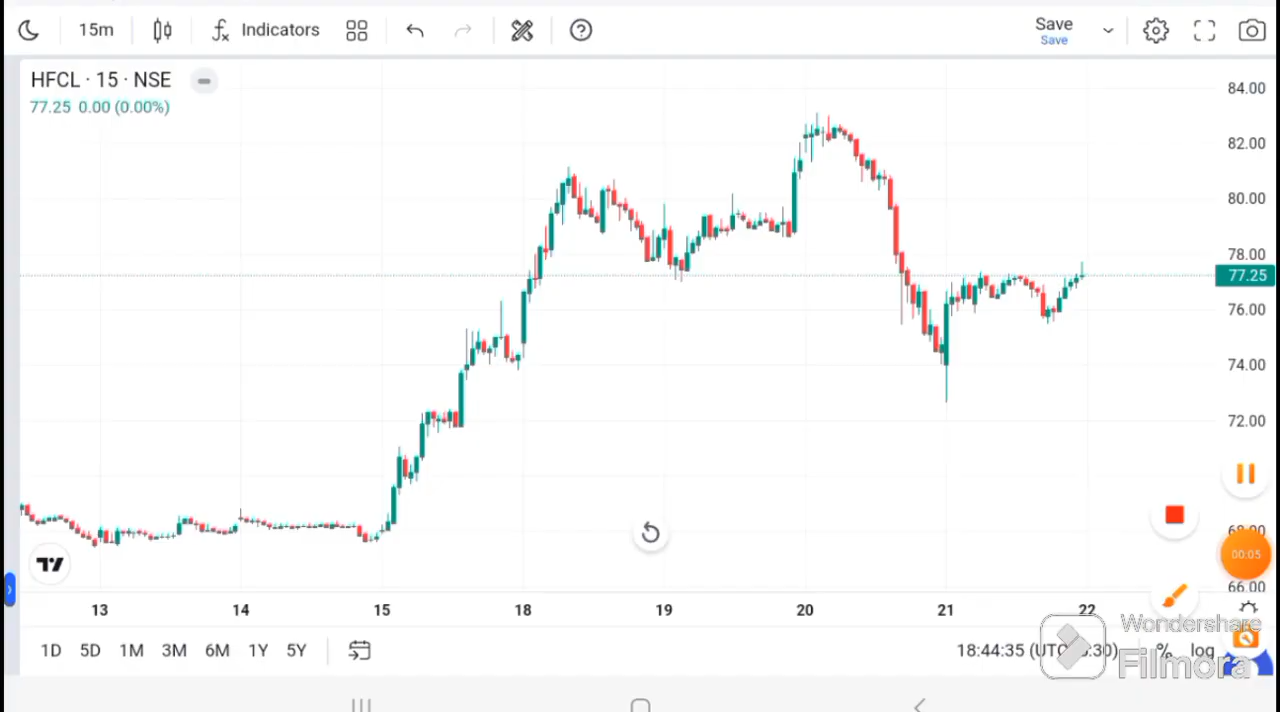 15m Indicators Save
Save
HFCL · 15 · NSE
77.25 0.00 (0.00%)
84.00
82.00
80.00
78.00
77.25
76.00
74.00
72.00
00:05
66.00
13 14 15 18 19 20 21 22
1D 5D 1M 3M 6M 1Y 5Y 18:44:35 (UTC % log
Wondershare
Filmora